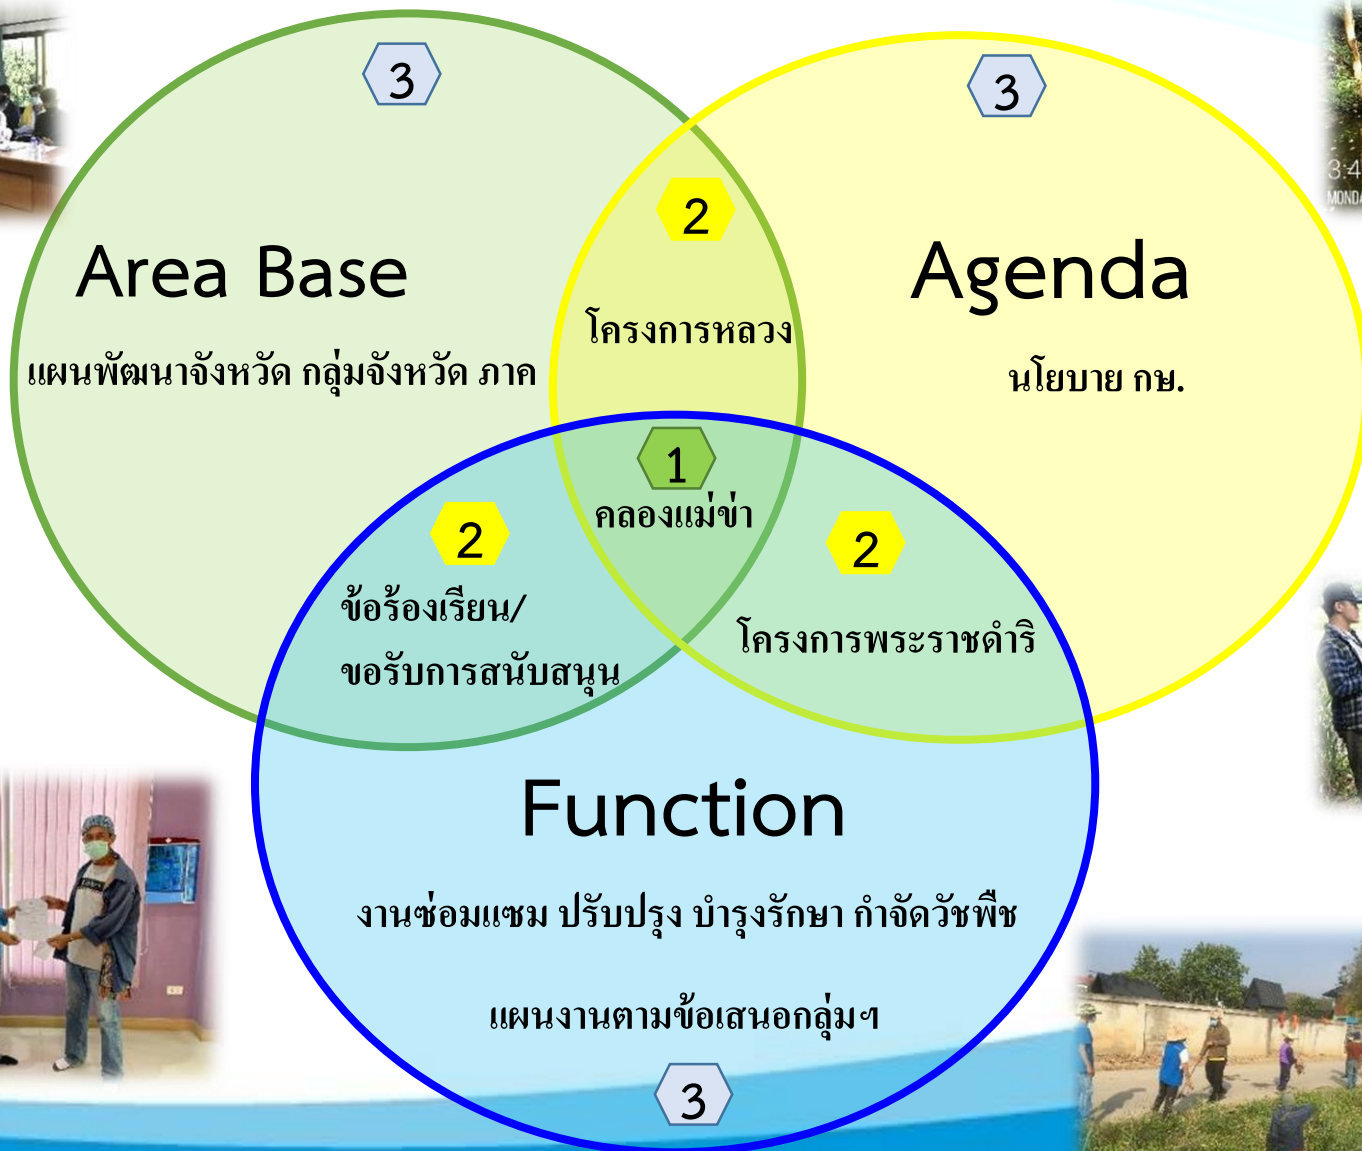 3
3
2
Area Base
Agenda
โครงการหลวง
แผนพัฒนาจังหวัด กลุ่มจังหวัด ภาค
นโยบาย กษ.
1
คลองแม่ข่า
2
2
ข้อร้องเรียน/
ขอรับการสนับสนุน
โครงการพระราชดำริ
Function
งานซ่อมแซม ปรับปรุง บำรุงรักษา กำจัดวัชพืช
แผนงานตามข้อเสนอกลุ่มฯ
3